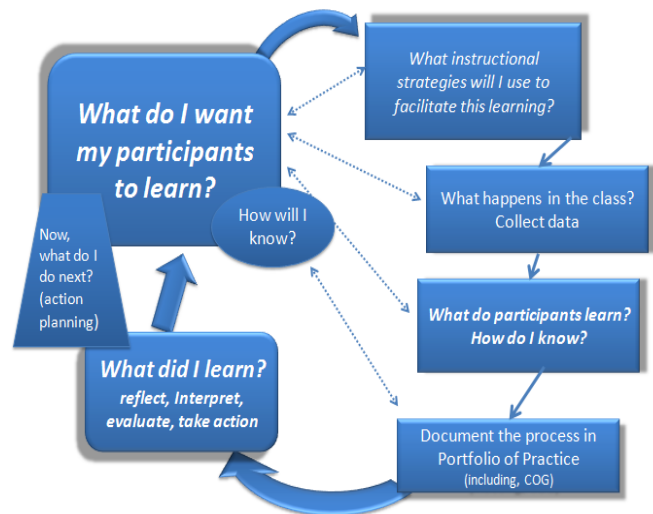 What do I want
my participants
to learn?
How will I
know?
What instructional
strategies will I use to
facilitate this learning?
What happens in the class?
Collect data
What do participants learn?
How do I know?
Document the process in
Portfolio of Practice
(including, COG)
What did I learn?
reflect, Interpret,
evaluate, take action
Now,
what do I
do next?
(action
planning)